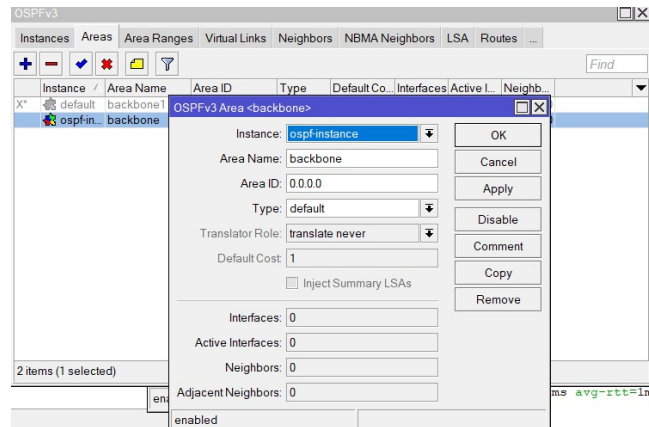 OSPFv3
Instances Areas Area Ranges Virtual Links Neighbors NBMA Neighbors LSA Routes ...
Find
Instance Area Name Area ID Type Default Co... Interfaces Active I... Neighb...
X* default backbone1
ospf-in... backbone
OSPFv3 Area <backbone>
Instance: ospf-instance
OK
Area Name: backbone
Cancel
Area ID: 0.0.0.0
Apply
Type: default
Disable
Translator Role: translate never
Comment
Default Cost: 1
Copy
Inject Summary LSAs
Remove
Interfaces: 0
Active Interfaces: 0
Neighbors: 0
2 items (1 selected)
Adjacent Neighbors: 0
ms avg-rtt=1m
enabled